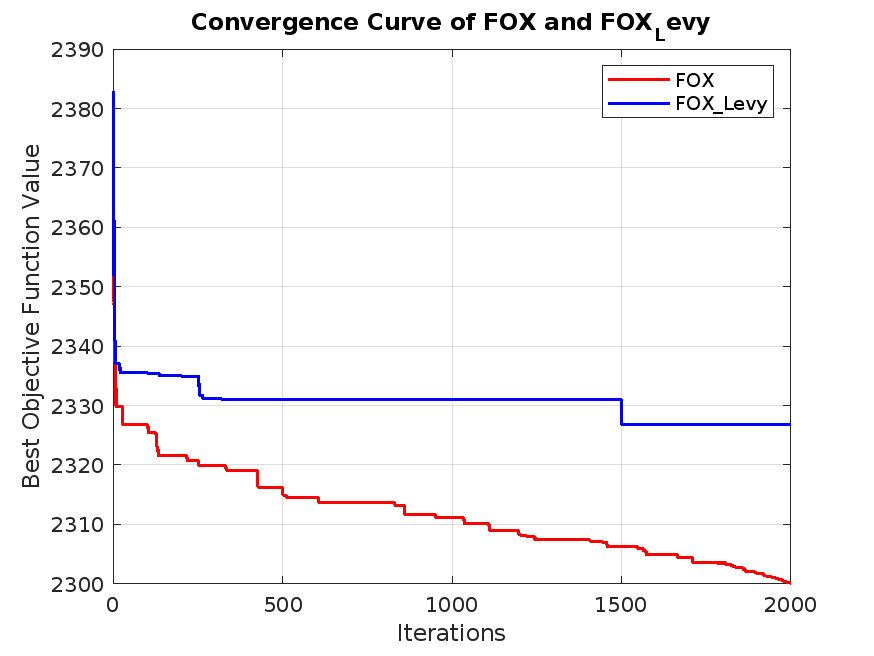 Convergence Curve of FOX and FOX_Levy
FOX
FOX_Levy
Best Objective Function Value
2390
2380
2370
2360
2350
2340
2330
2320
2310
2300
0 500 1000 1500 2000
Iterations